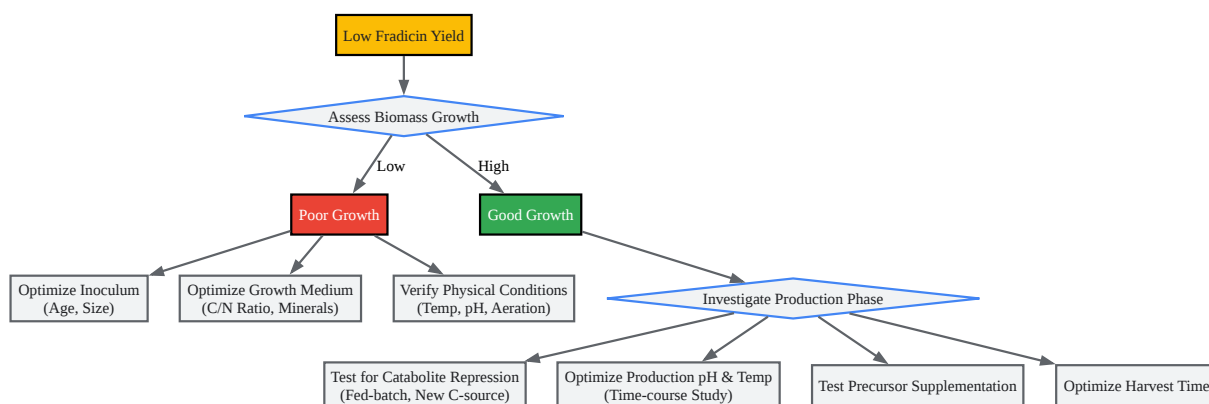 Low Fradicin Yield
Assess Biomass Growth
Low
High
Poor Growth
Good Growth
Optimize Inoculum
(Age, Size)
Optimize Growth Medium
(C/N Ratio, Minerals)
Verify Physical Conditions
(Temp, pH, Aeration)
Investigate Production Phase
Test for Catabolite Repression
(Fed-batch, New C-source)
Optimize Production pH & Temp
(Time-course Study)
Test Precursor Supplementation
Optimize Harvest Time